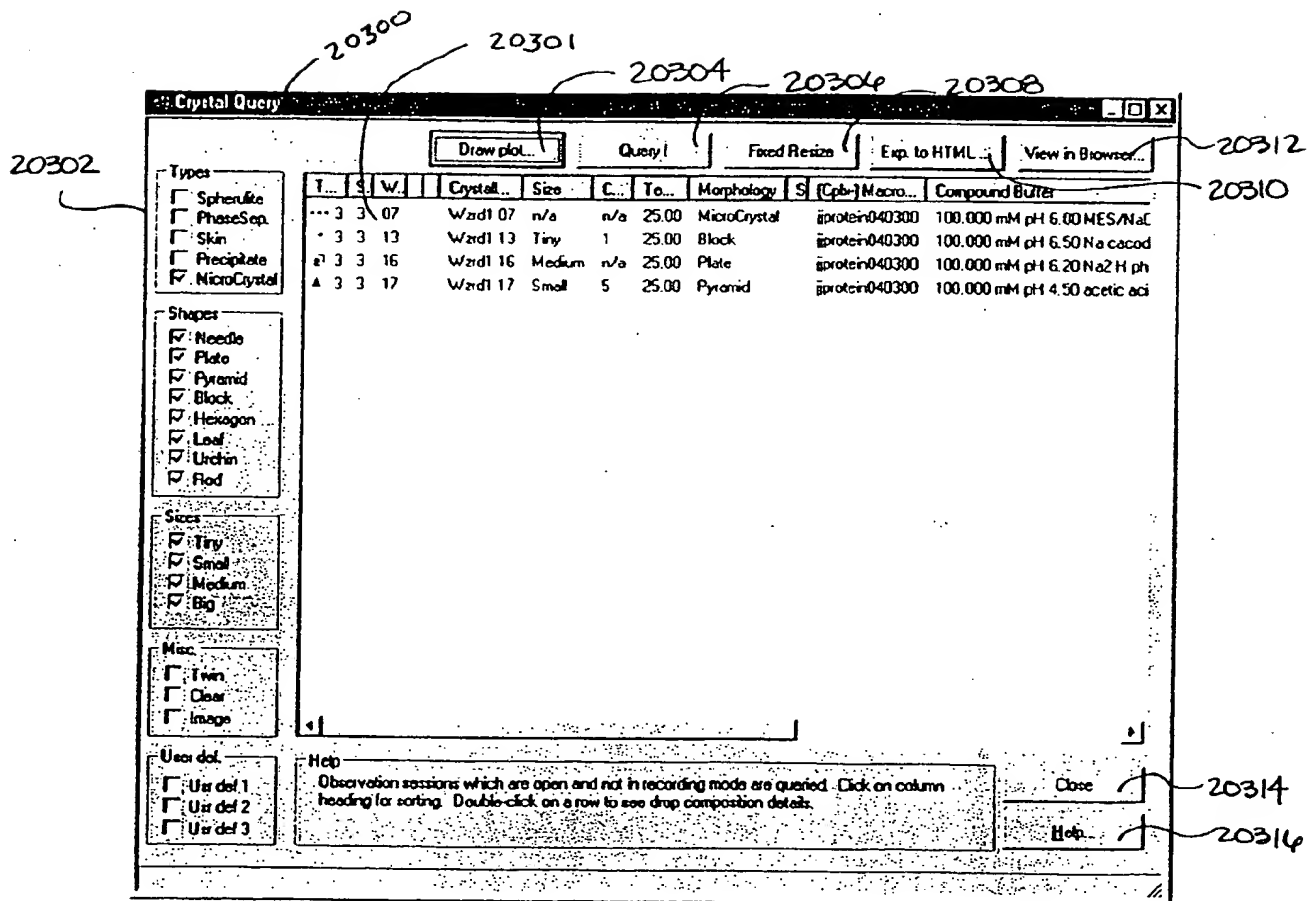 20300
20301
20304
20306
20308
Crystal Query
20302
Draw plot...
Query !
Fixed Resize
Exp. to HTML...
View in Browser...
20312
20310
Types
Spherulite
PhaseSep.
Skin
Precipitate
MicroCrystal
T... S W.. Crystall... Size C... Te... Morphology S [Cpb-] Macro... Compound Buffer
3 3 07 Wzrd1 07 n/a n/a 25.00 MicroCrystal protein040300 100.000 mM pH 6.00 MES/Na
3 3 13 Wzrd1 13 Tiny 1 25.00 Block protein040300 100.000 mM pH 6.50 Na cacod
3 3 16 Wzrd1 16 Medium n/a 25.00 Plate protein040300 100.000 mM pH 6.20 Na2 H ph
3 3 17 Wzrd1 17 Small 5 25.00 Pyramid protein040300 100.000 mM pH 4.50 acetic aci
Shapes
Needle
Plate
Pyramid
Block
Hexagon
Leaf
Urchin
Rod
Sizes
Tiny
Small
Medium
Big
Misc.
Twin
Clear
Image
User def.
Usr def 1
Usr def 2
Usr def 3
Help
Observation sessions which are open and not in recording mode are queried. Click on column
heading for sorting. Double-click on a row to see drop composition details.
Close
20314
Help...
20316